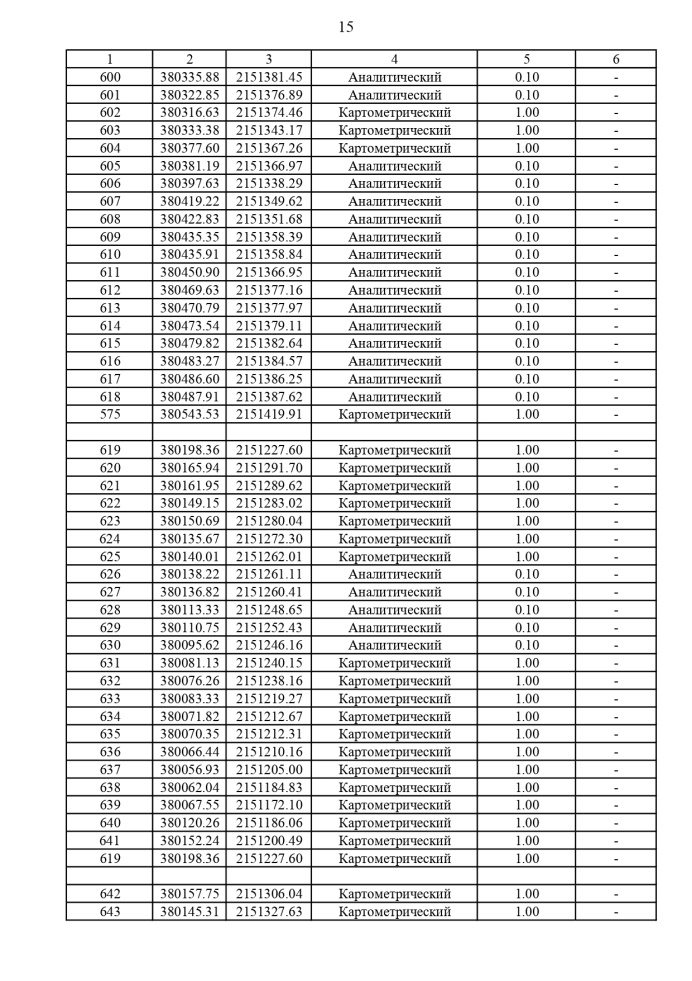 15
1 2 3 4 5 6
600 380335.88 2151381.45 Аналитический 0.10 -
601 380322.85 2151376.89 Аналитический 0.10 -
602 380316.63 2151374.46 Картометрический 1.00 -
603 380333.38 2151343.17 Картометрический 1.00 -
604 380377.60 2151367.26 Картометрический 1.00 -
605 380381.19 2151366.97 Аналитический 0.10 -
606 380397.63 2151338.29 Аналитический 0.10 -
607 380419.22 2151349.62 Аналитический 0.10 -
608 380422.83 2151351.68 Аналитический 0.10 -
609 380435.35 2151358.39 Аналитический 0.10 -
610 380435.91 2151358.84 Аналитический 0.10 -
611 380450.90 2151366.95 Аналитический 0.10 -
612 380469.63 2151377.16 Аналитический 0.10 -
613 380470.79 2151377.97 Аналитический 0.10 -
614 380473.54 2151379.11 Аналитический 0.10 -
615 380479.82 2151382.64 Аналитический 0.10 -
616 380483.27 2151384.57 Аналитический 0.10 -
617 380486.60 2151386.25 Аналитический 0.10 -
618 380487.91 2151387.62 Аналитический 0.10 -
575 380543.53 2151419.91 Картометрический 1.00 -
619 380198.36 2151227.60 Картометрический 1.00 -
620 380165.94 2151291.70 Картометрический 1.00 -
621 380161.95 2151289.62 Картометрический 1.00 -
622 380149.15 2151283.02 Картометрический 1.00 -
623 380150.69 2151280.04 Картометрический 1.00 -
624 380135.67 2151272.30 Картометрический 1.00 -
625 380140.01 2151262.01 Картометрический 1.00 -
626 380138.22 2151261.11 Аналитический 0.10 -
627 380136.82 2151260.41 Аналитический 0.10 -
628 380113.33 2151248.65 Аналитический 0.10 -
629 380110.75 2151252.43 Аналитический 0.10 -
630 380095.62 2151246.16 Аналитический 0.10 -
631 380081.13 2151240.15 Картометрический 1.00 -
632 380076.26 2151238.16 Картометрический 1.00 -
633 380083.33 2151219.27 Картометрический 1.00 -
634 380071.82 2151212.67 Картометрический 1.00 -
635 380070.35 2151212.31 Картометрический 1.00 -
636 380066.44 2151210.16 Картометрический 1.00 -
637 380056.93 2151205.00 Картометрический 1.00 -
638 380062.04 2151184.83 Картометрический 1.00 -
639 380067.55 2151172.10 Картометрический 1.00 -
640 380120.26 2151186.06 Картометрический 1.00 -
641 380152.24 2151200.49 Картометрический 1.00 -
619 380198.36 2151227.60 Картометрический 1.00 -
642 380157.75 2151306.04 Картометрический 1.00 -
643 380145.31 2151327.63 Картометрический 1.00 -